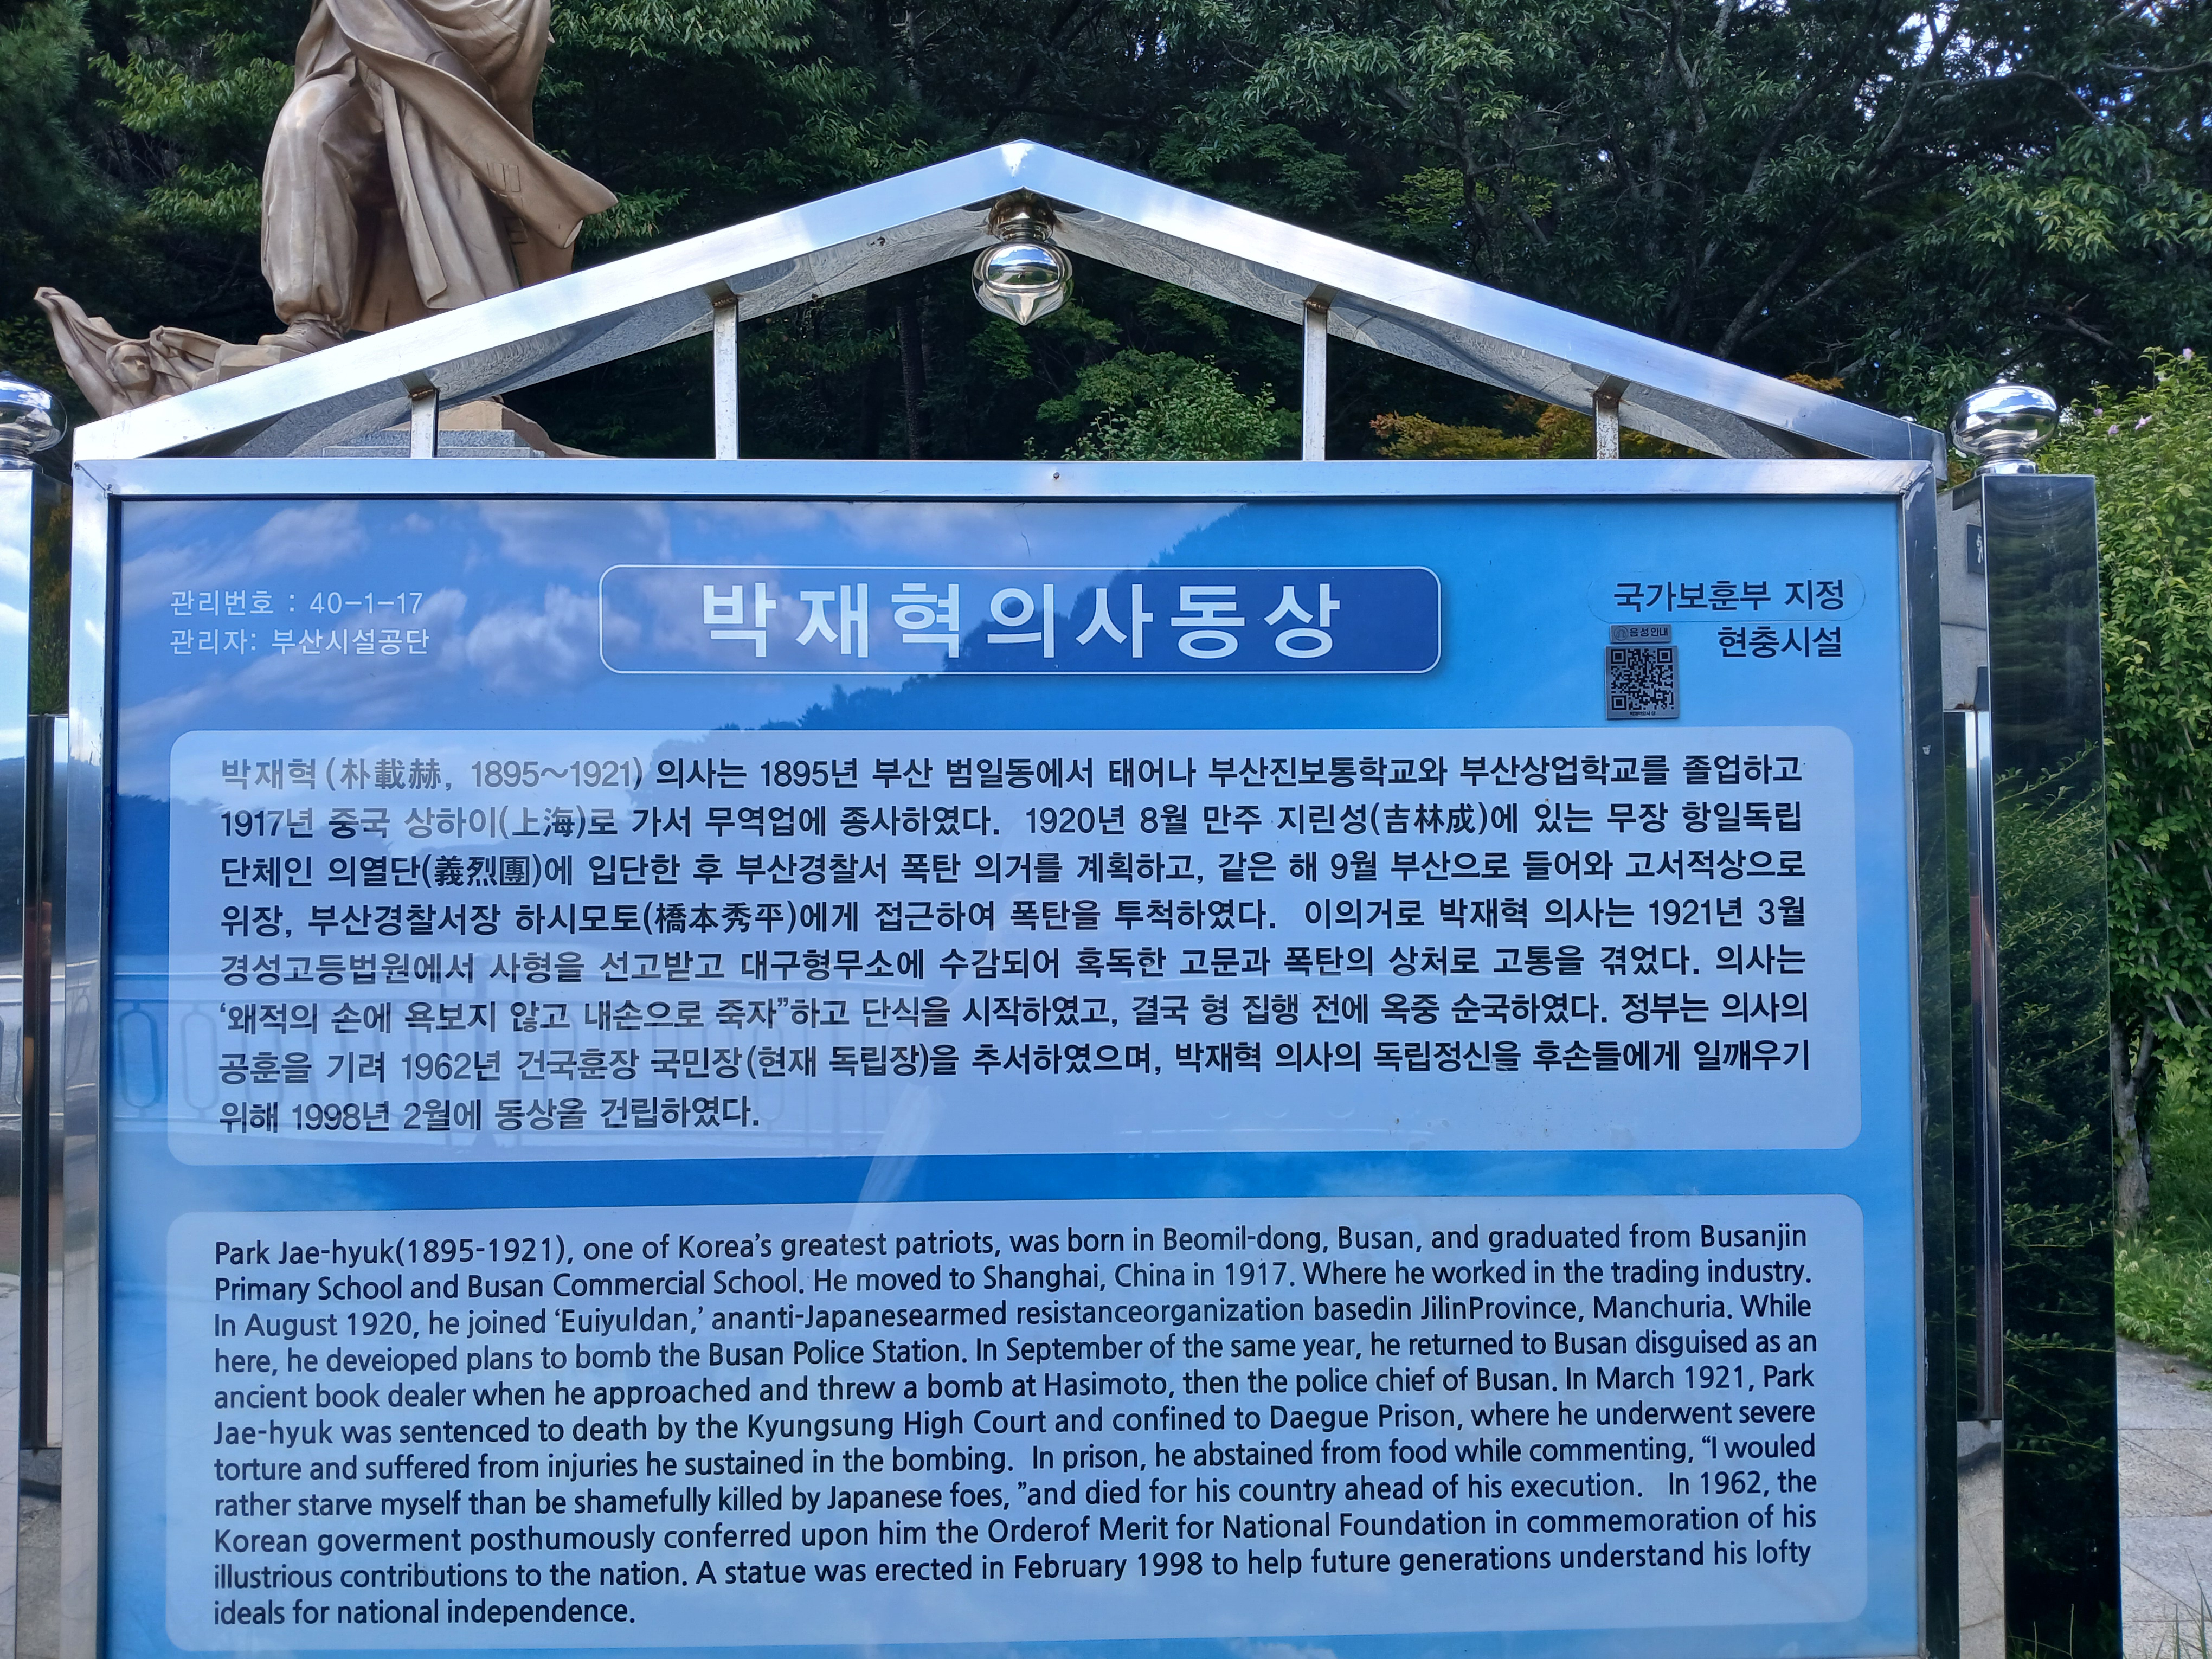 관리번호 : 40-1-17
관리자: 부산시설공단
박재혁의사동상
국가보훈부 지정
현충시설
음성안내
박재혁(朴載赫, 1895~1921) 의사는 1895년 부산 범일동에서 태어나 부산진보통학교와 부산상업학교를 졸업하고
1917년 중국 상하이(上海)로 가서 무역업에 종사하였다. 1920년 8월 만주 지린성(吉林成)에 있는 무장 항일독립
단체인 의열단(義烈團)에 입단한 후 부산경찰서 폭탄 의거를 계획하고, 같은 해 9월 부산으로 들어와 고서적상으로
위장, 부산경찰서장 하시모토(橋本秀平)에게 접근하여 폭탄을 투척하였다. 이의거로 박재혁 의사는 1921년 3월
경성고등법원에서 사형을 선고받고 대구형무소에 수감되어 혹독한 고문과 폭탄의 상처로 고통을 겪었다. 의사는
‘왜적의 손에 욕보지 않고 내손으로 죽자”하고 단식을 시작하였고, 결국 형 집행 전에 옥중 순국하였다. 정부는 의사의
공훈을 기려 1962년 건국훈장 국민장(현재 독립장)을 추서하였으며, 박재혁 의사의 독립정신을 후손들에게 일깨우기
위해 1998년 2월에 동상을 건립하였다.
Park Jae-hyuk(1895-1921), one of Korea's greatest patriots, was born in Beomil-dong, Busan, and graduated from Busanjin
Primary School and Busan Commercial School. He moved to Shanghai, China in 1917. Where he worked in the trading industry.
In August 1920, he joined ‘Euiyuldan,’ ananti-Japanesearmed resistanceorganization basedin JilinProvince, Manchuria. While
here, he deveioped plans to bomb the Busan Police Station. In September of the same year, he returned to Busan disguised as an
ancient book dealer when he approached and threw a bomb at Hasimoto, then the police chief of Busan. In March 1921, Park
Jae-hyuk was sentenced to death by the Kyungsung High Court and confined to Daegue Prison, where he underwent severe
torture and suffered from injuries he sustained in the bombing. In prison, he abstained from food while commenting, “I wouled
rather starve myself than be shamefully killed by Japanese foes, ”and died for his country ahead of his execution. In 1962, the
Korean goverment posthumously conferred upon him the Orderof Merit for National Foundation in commemoration of his
illustrious contributions to the nation. A statue was erected in February 1998 to help future generations understand his lofty
ideals for national independence.